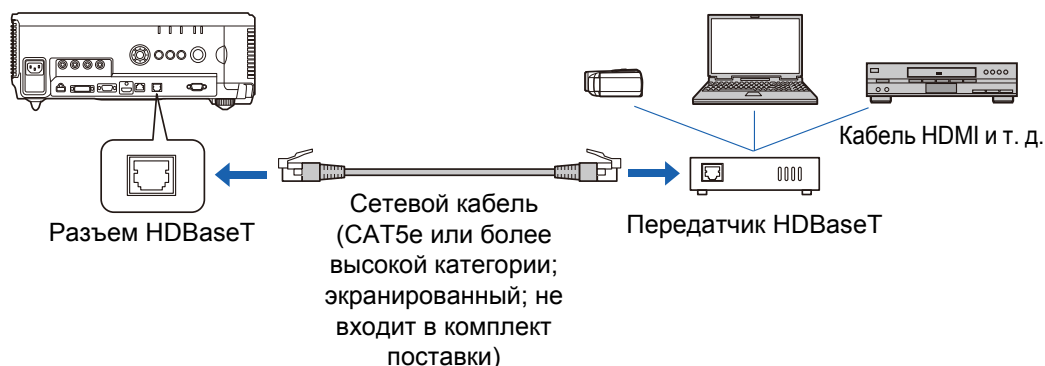 Кабель HDMI и т. д.
Разъем HDBaseT
Сетевой кабель
(CAT5e или более
высокой категории;
экранированный; не
входит в комплект
поставки)
Передатчик HDBaseT